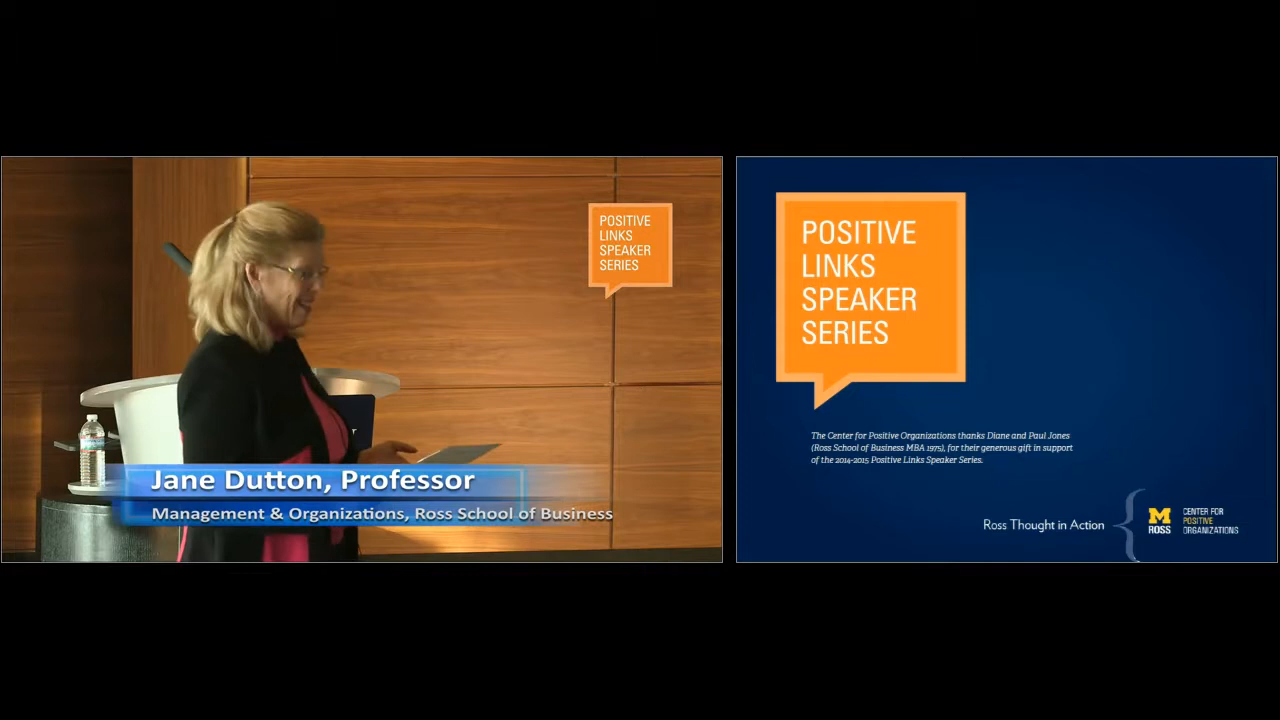 POSITIVE
LINKS
SPEAKER
SERIES
Jane Dutton, Professor
Management & Organizations, Ross School of Business
POSITIVE
LINKS
SPEAKER
SERIES
The Center for Positive Organizations thanks Diane and Paul Jones
(Ross School of Business MBA 1975), for their generous gift in support
of the 2014-2015 Positive Links Speaker Series.
Ross Thought in Action
M
ROSS
CENTER FOR
POSITIVE
ORGANIZATIONS